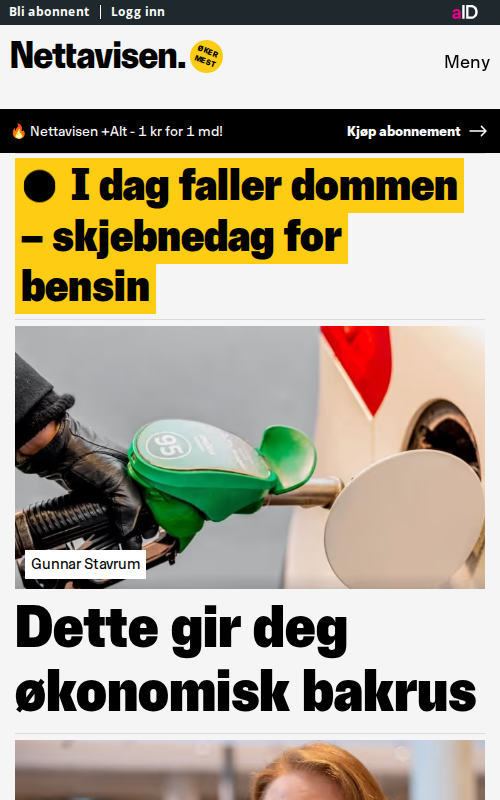 Bli abonnent | Logg inn
aID
Nettavisen.
ØKER
MEST
Meny
Nettavisen +Alt - 1 kr for 1 md!
Kjøp abonnement
I dag faller dommen
– skjebnedag for
bensin
95
Gunnar Stavrum
Dette gir deg
økonomisk bakrus